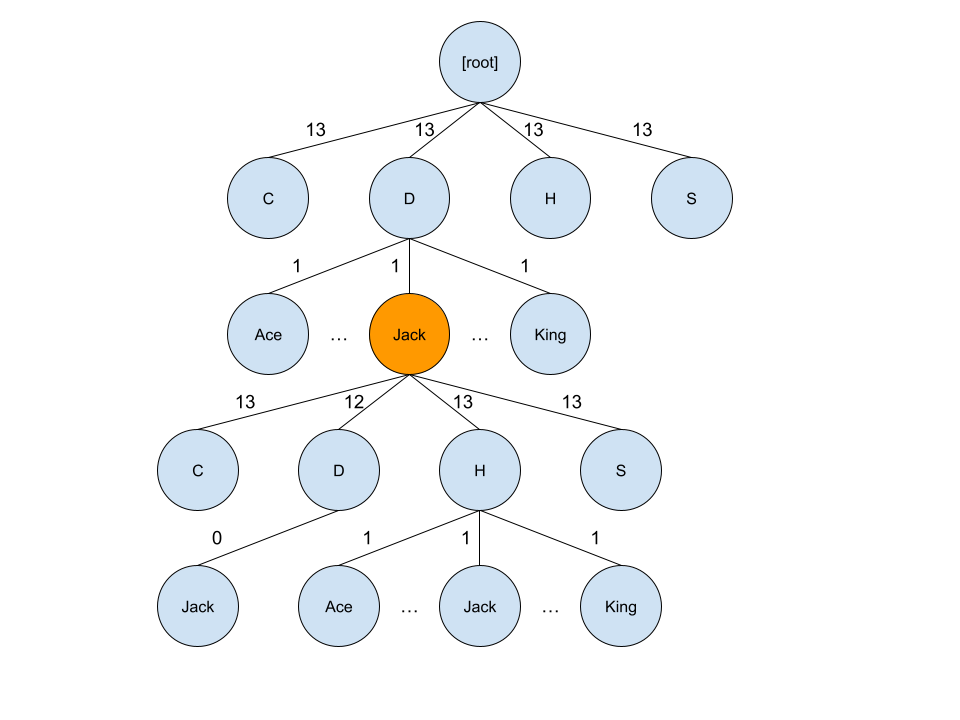 [root]
13 13 13 13
C D H S
1 1 1
Ace ... Jack ... King
13 12 13 13
C D H S
0 1 1 1
Jack Ace ... Jack ... King